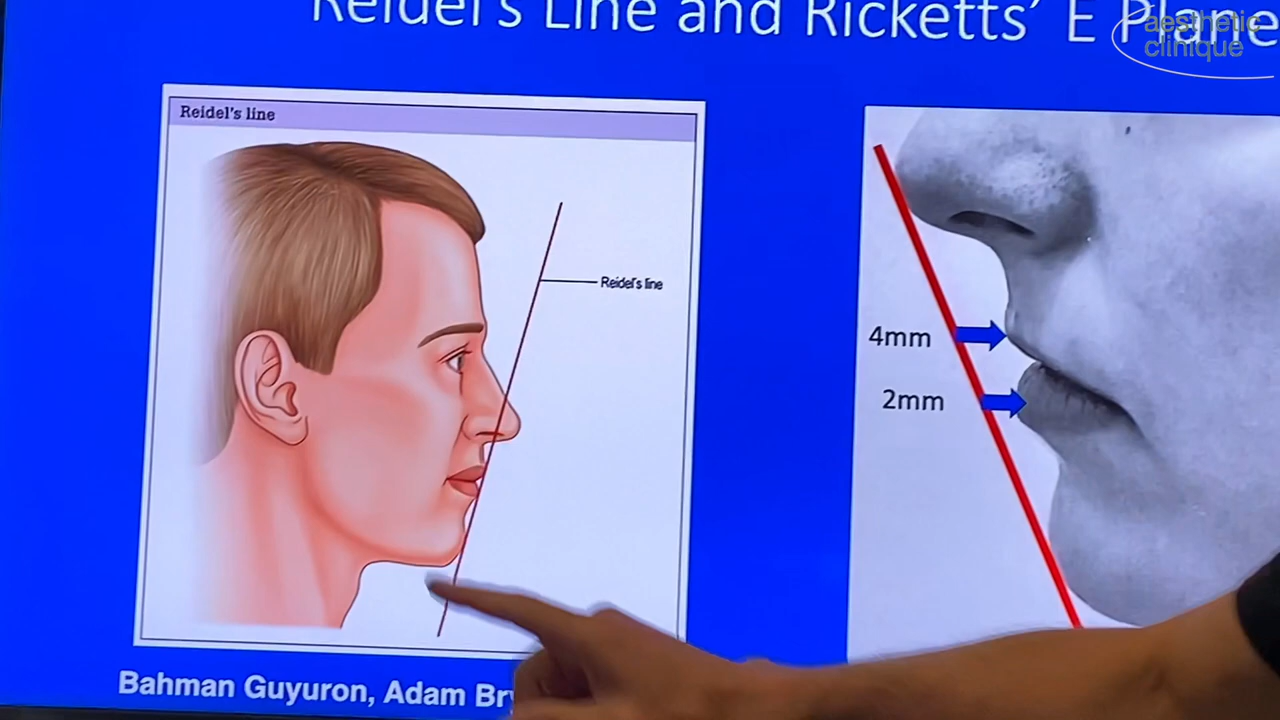 Reidel's Line and Ricketts' E Plane
aesthetic
clinique
Reidel's line
Reidel's line
4mm
2mm
Bahman Guyuron, Adam